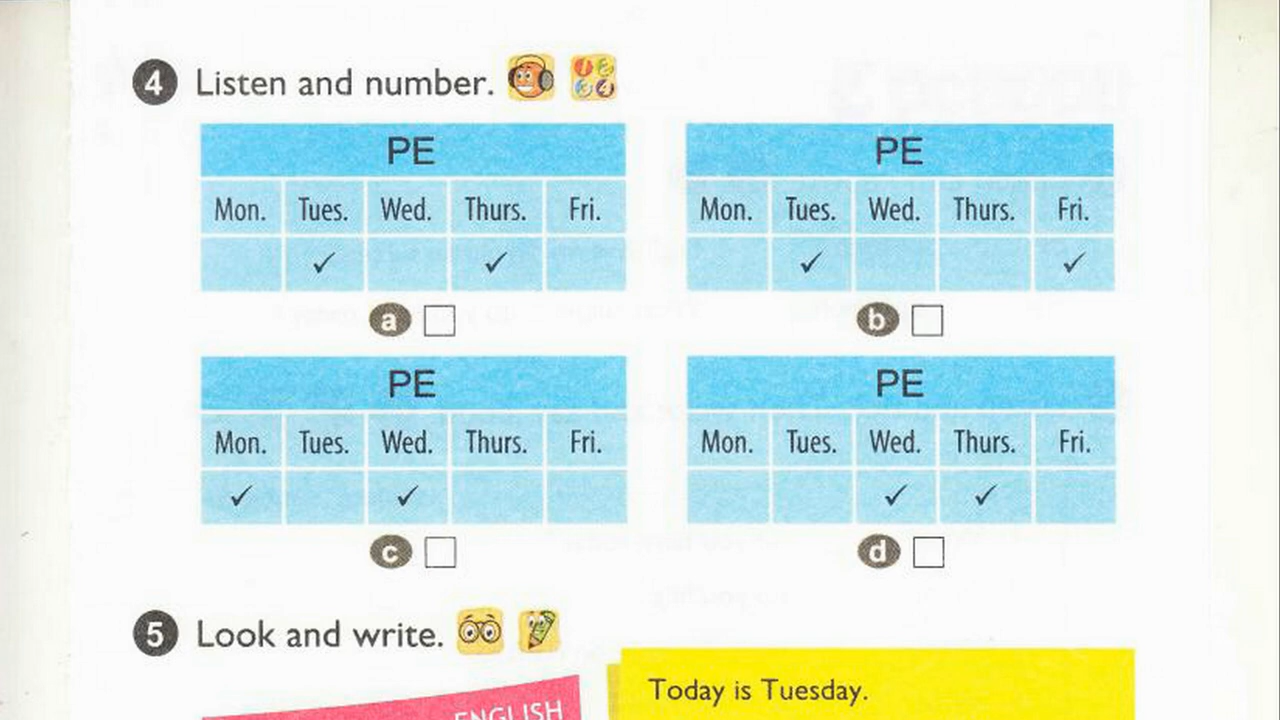 4 Listen and number.
PE
Mon. Tues. Wed. Thurs. Fri.
✓ ✓
a
PE
Mon. Tues. Wed. Thurs. Fri.
✓ ✓
b
PE
Mon. Tues. Wed. Thurs. Fri.
✓ ✓
c
PE
Mon. Tues. Wed. Thurs. Fri.
✓ ✓
d
5 Look and write.
ENGLISH
Today is Tuesday.